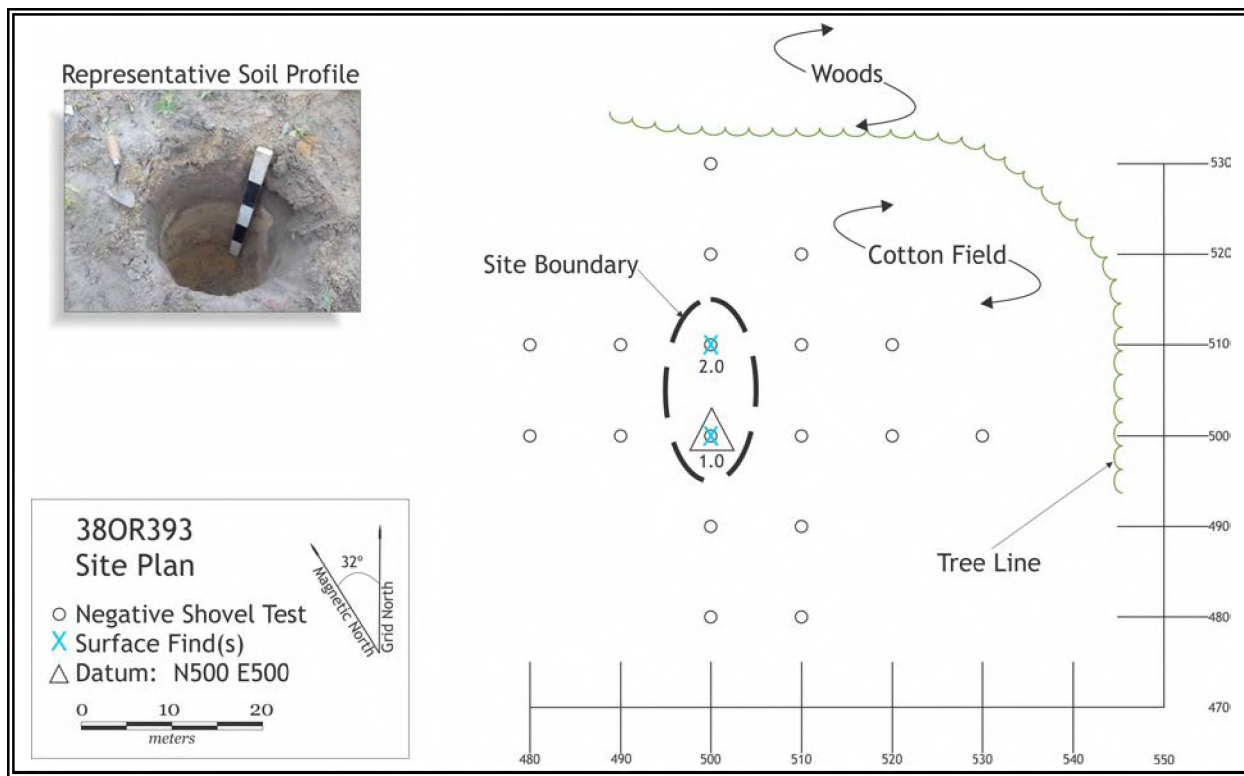 Representative Soil Profile
Woods
Cotton Field
Site Boundary
2.0
1.0
Tree Line
530
520
510
500
490
480
470
480
490
500
510
520
530
540
550
38OR393
Site Plan
32°
Magnetic North
Grid North
Negative Shovel Test
Surface Find(s)
Datum: N500 E500
0 10 20
meters